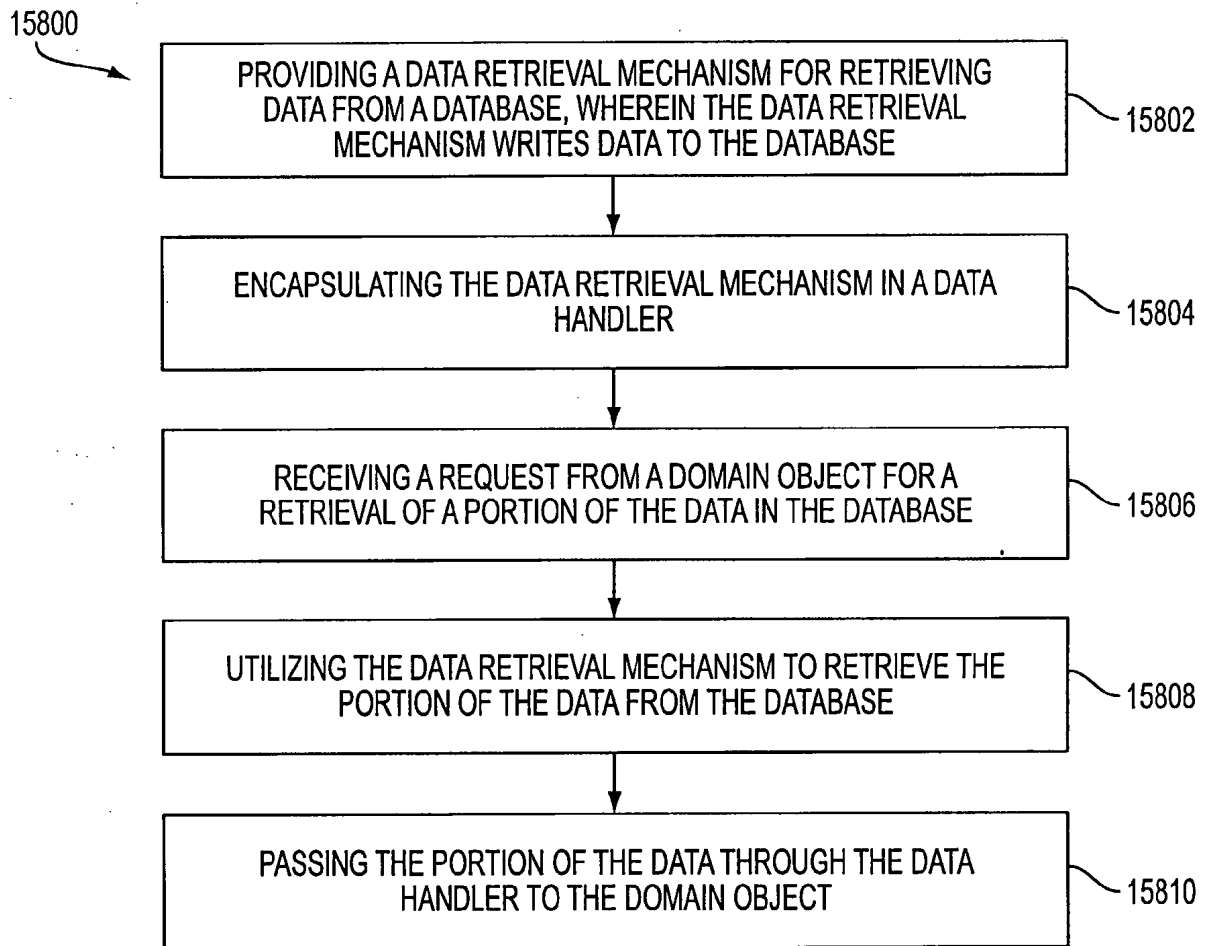 15800
PROVIDING A DATA RETRIEVAL MECHANISM FOR RETRIEVING
DATA FROM A DATABASE, WHEREIN THE DATA RETRIEVAL
MECHANISM WRITES DATA TO THE DATABASE
15802
ENCAPSULATING THE DATA RETRIEVAL MECHANISM IN A DATA
HANDLER
15804
RECEIVING A REQUEST FROM A DOMAIN OBJECT FOR A
RETRIEVAL OF A PORTION OF THE DATA IN THE DATABASE
15806
UTILIZING THE DATA RETRIEVAL MECHANISM TO RETRIEVE THE
PORTION OF THE DATA FROM THE DATABASE
15808
PASSING THE PORTION OF THE DATA THROUGH THE DATA
HANDLER TO THE DOMAIN OBJECT
15810